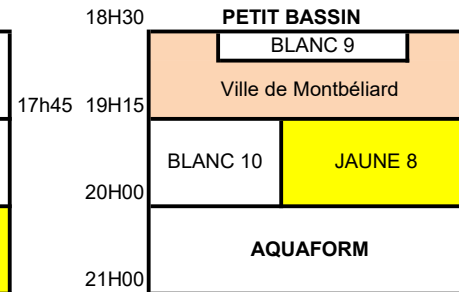 18H30 PETIT BASSIN
BLANC 9
Ville de Montbéliard
17h45 19H15
BLANC 10 JAUNE 8
20H00
AQUAFORM
21H00